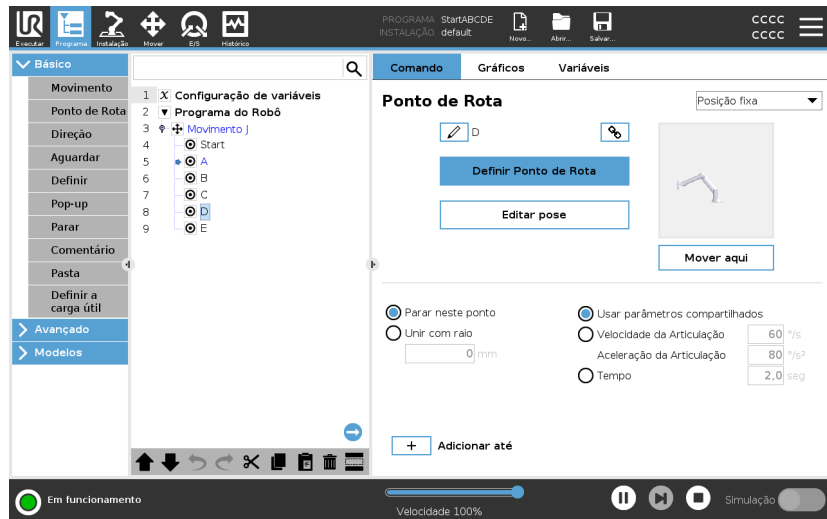 UR
PROGRAMA StartABCDE
INSTALAÇÃO default
CCCC
CCCC
Executar Programa Instalação Mover E/S Histórico Novo... Abrir... Salvar...
Básico
Movimento
Ponto de Rota
Direção
Aguardar
Definir
Pop-up
Parar
Comentário
Pasta
Definir a
carga útil
Avançado
Modelos
1 X Configuração de variáveis
2 Programa do Robô
3 Movimento J
4 Start
5 A
6 B
7 C
8 D
9 E
Comando Gráficos Variáveis
Ponto de Rota
Posição fixa
D
Definir Ponto de Rota
Editar pose
Mover aqui
Parar neste ponto
Unir com raio
0 mm
Usar parâmetros compartilhados
Velocidade da Articulação 60 °/s
Aceleração da Articulação 80 °/s²
Tempo 2,0 seg
+ Adicionar até
Em funcionamento
Velocidade 100%
Simulação